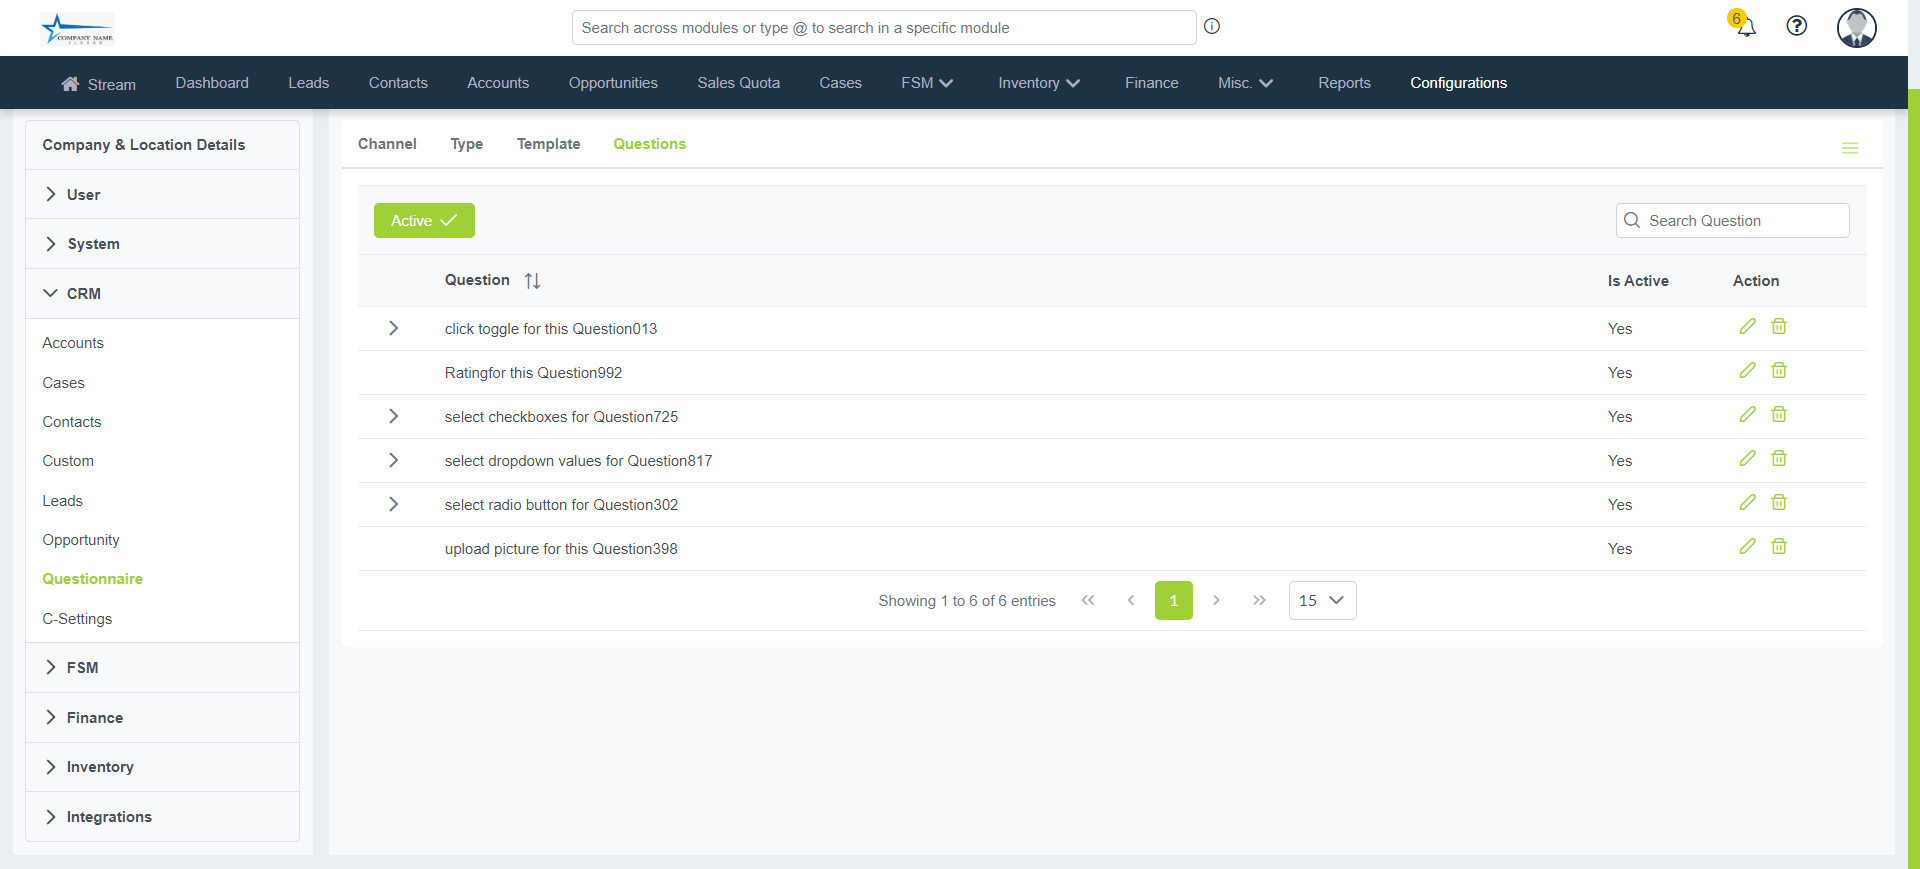 COMPANY NAME
Search across modules or type @ to search in a specific module
6
Stream Dashboard Leads Contacts Accounts Opportunities Sales Quota Cases FSM Inventory Finance Misc. Reports Configurations
Company & Location Details
User
System
CRM
Accounts
Cases
Contacts
Custom
Leads
Opportunity
Questionnaire
C-Settings
FSM
Finance
Inventory
Integrations
Channel Type Template Questions
Active
Search Question
Question Is Active Action
click toggle for this Question013 Yes
Ratingfor this Question992 Yes
select checkboxes for Question725 Yes
select dropdown values for Question817 Yes
select radio button for Question302 Yes
upload picture for this Question398 Yes
Showing 1 to 6 of 6 entries 1 15